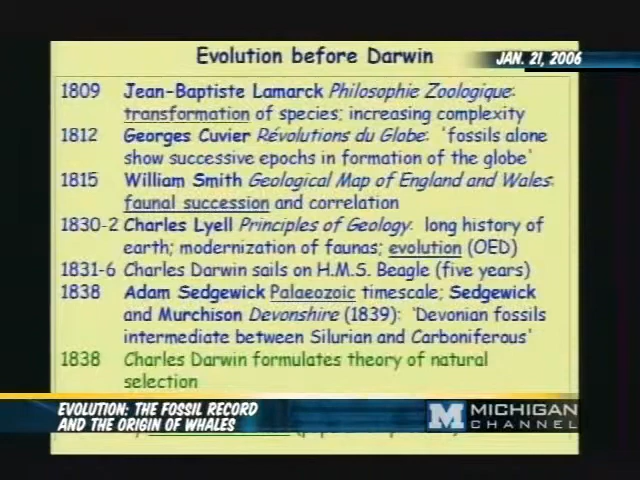 Evolution before Darwin
JAN. 21, 2006
1809 Jean-Baptiste Lamarck Philosophie Zoologique:
transformation of species; increasing complexity
1812 Georges Cuvier Révolutions du Globe: 'fossils alone
show successive epochs in formation of the globe'
1815 William Smith Geological Map of England and Wales:
faunal succession and correlation
1830-2 Charles Lyell Principles of Geology: long history of
earth; modernization of faunas; evolution (OED)
1831-6 Charles Darwin sails on H.M.S. Beagle (five years)
1838 Adam Sedgewick Palaeozoic timescale; Sedgewick
and Murchison Devonshire (1839): 'Devonian fossils
intermediate between Silurian and Carboniferous'
1838 Charles Darwin formulates theory of natural
selection
EVOLUTION: THE FOSSIL RECORD
AND THE ORIGIN OF WHALES
M MICHIGAN
CHANNEL